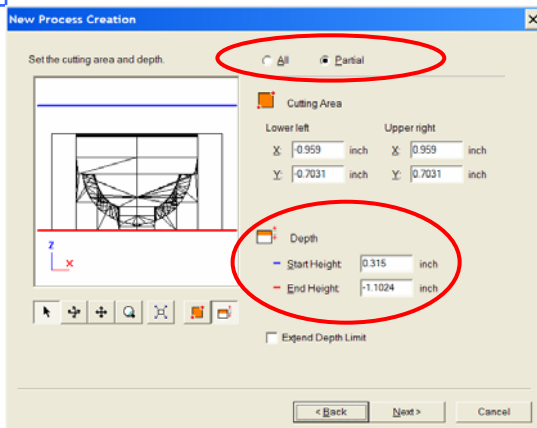 New Process Creation
Set the cutting area and depth.
All Partial
Cutting Area
Lower left Upper right
X: -0.959 inch X: 0.959 inch
Y: -0.7031 inch Y: 0.7031 inch
Depth
Start Height: 0.315 inch
End Height: -1.1024 inch
Extend Depth Limit
z
x
< Back Next > Cancel